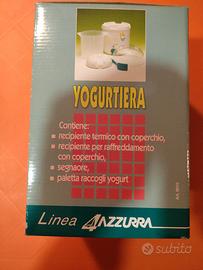 YOGURTIERA
Contiene:
recipiente termico con coperchio,
recipiente per raffreddamento
con coperchio,
segnaore,
paletta raccogli yogurt
Linea AZZURRA
subito